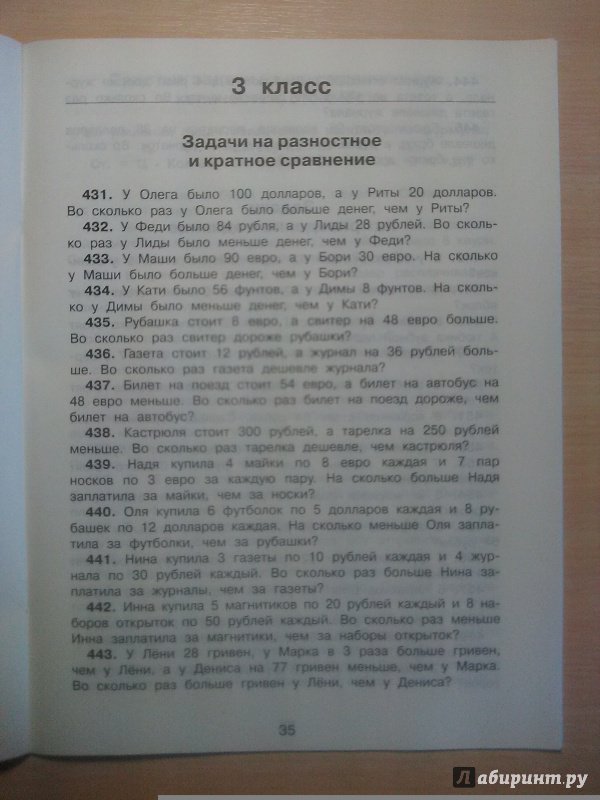 3 класс
Задачи на разностное
и кратное сравнение
431. У Олега было 100 долларов, а у Риты 20 долларов.
Во сколько раз у Олега было больше денег, чем у Риты?
432. У Феди было 84 рубля, а у Лиды 28 рублей. Во сколь-
ко раз у Лиды было меньше денег, чем у Феди?
433. У Маши было 90 евро, а у Бори 30 евро. На сколько
у Маши было больше денег, чем у Бори?
434. У Кати было 56 фунтов, а у Димы 8 фунтов. На сколь-
ко у Димы было меньше денег, чем у Кати?
435. Рубашка стоит 8 евро, а свитер на 48 евро больше.
Во сколько раз свитер дороже рубашки?
436. Газета стоит 12 рублей, а журнал на 36 рублей боль-
ше. Во сколько раз газета дешевле журнала?
437. Билет на поезд стоит 54 евро, а билет на автобус на
48 евро меньше. Во сколько раз билет на поезд дороже, чем
билет на автобус?
438. Кастрюля стоит 300 рублей, а тарелка на 250 рублей
меньше. Во сколько раз тарелка дешевле, чем кастрюля?
439. Надя купила 4 майки по 8 евро каждая и 7 пар
носков по 3 евро за каждую пару. На сколько больше Надя
заплатила за майки, чем за носки?
440. Оля купила 6 футболок по 5 долларов каждая и 8 ру-
башек по 12 долларов каждая. На сколько меньше Оля запла-
тила за футболки, чем за рубашки?
441. Нина купила 3 газеты по 10 рублей каждая и 4 жур-
нала по 30 рублей каждый. Во сколько раз больше Нина за-
платила за журналы, чем за газеты?
442. Инна купила 5 магнитиков по 20 рублей каждый и 8 на-
боров открыток по 50 рублей каждый. Во сколько раз меньше
Инна заплатила за магнитики, чем за наборы открыток?
443. У Лёни 28 гривен, у Марка в 3 раза больше гривен,
чем у Лёни, а у Дениса на 77 гривен меньше, чем у Марка.
Во сколько раз больше гривен у Лёни, чем у Дениса?
35
Лабиринт.ру